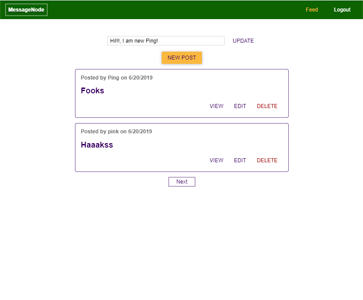 MessageNode Feed Logout
Hi!!!, I am new Ping! UPDATE
NEW POST
Posted by Ping on 6/20/2019
Fooks
VIEW EDIT DELETE
Posted by pink on 6/20/2019
Haaakss
VIEW EDIT DELETE
Next